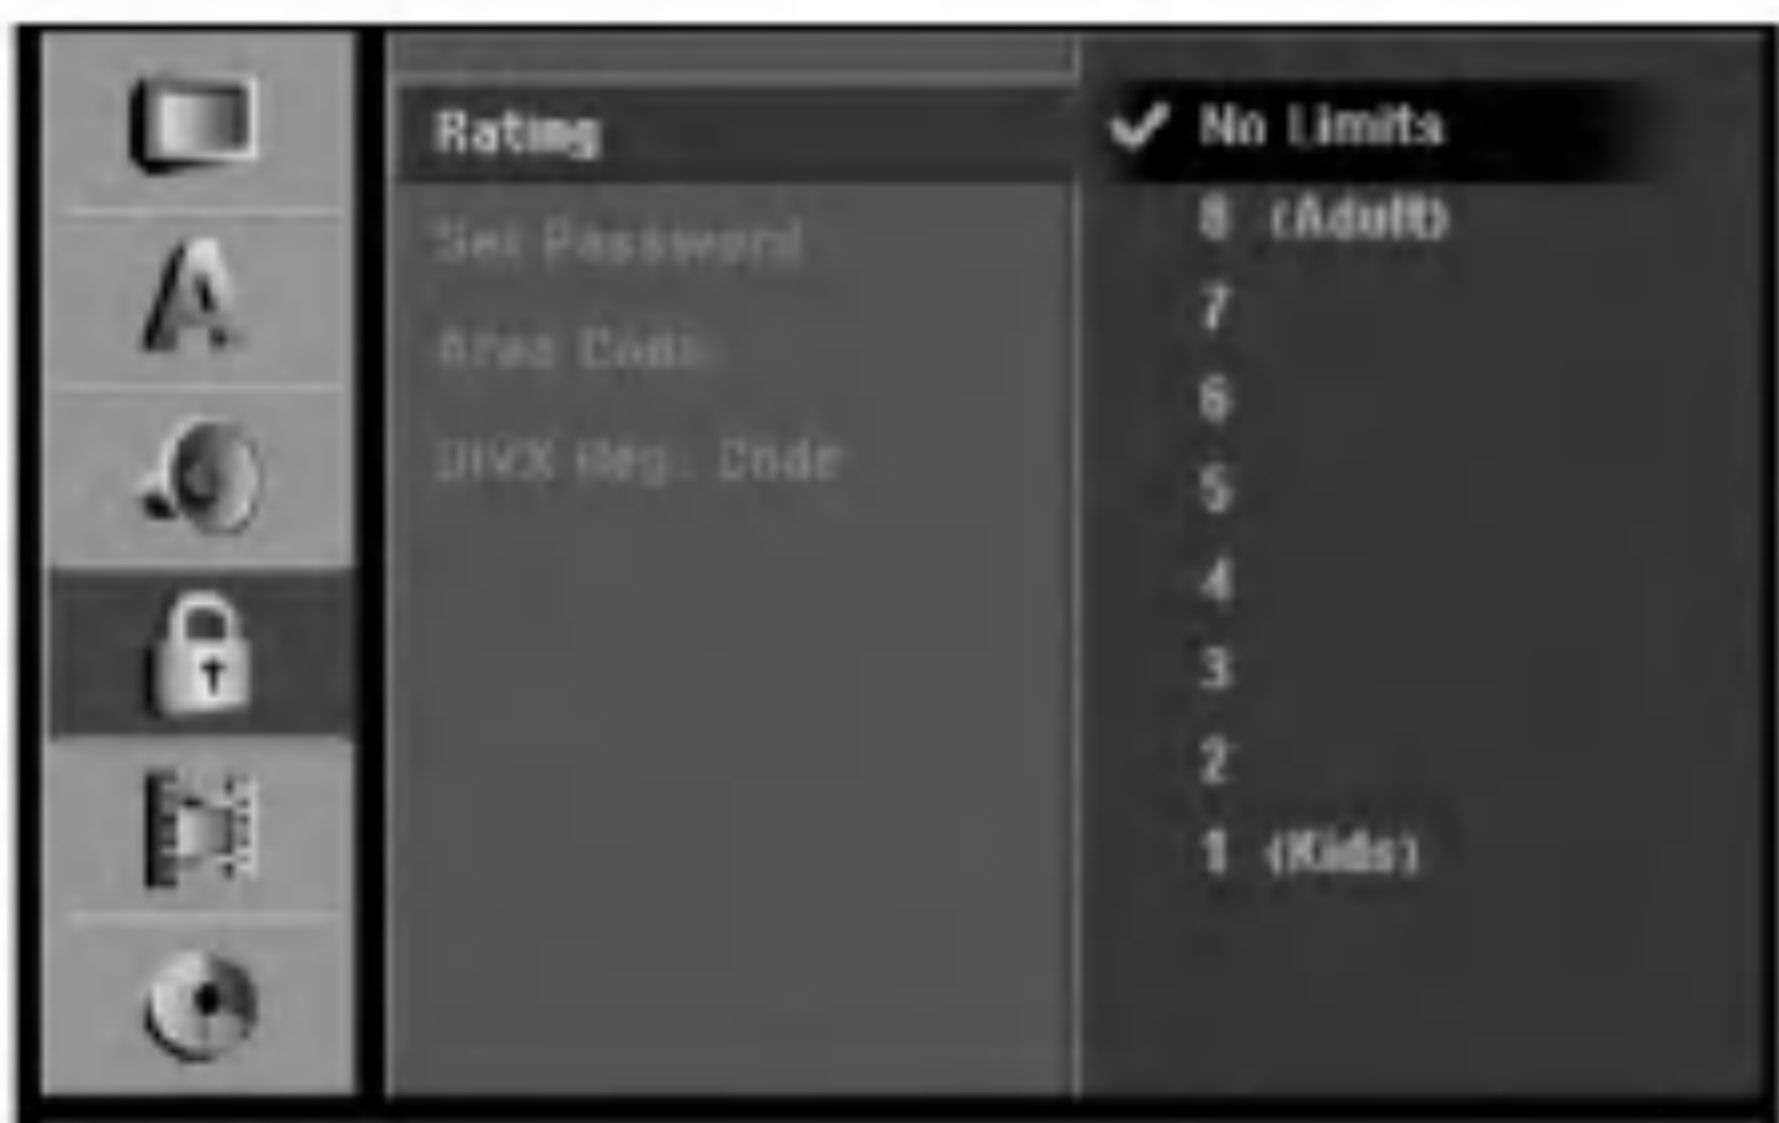 Rating
Set Password
Area Code
DIVX Reg. Code
✔ No Limits
8 (Adult)
7
6
5
4
3
2
1 (Kids)